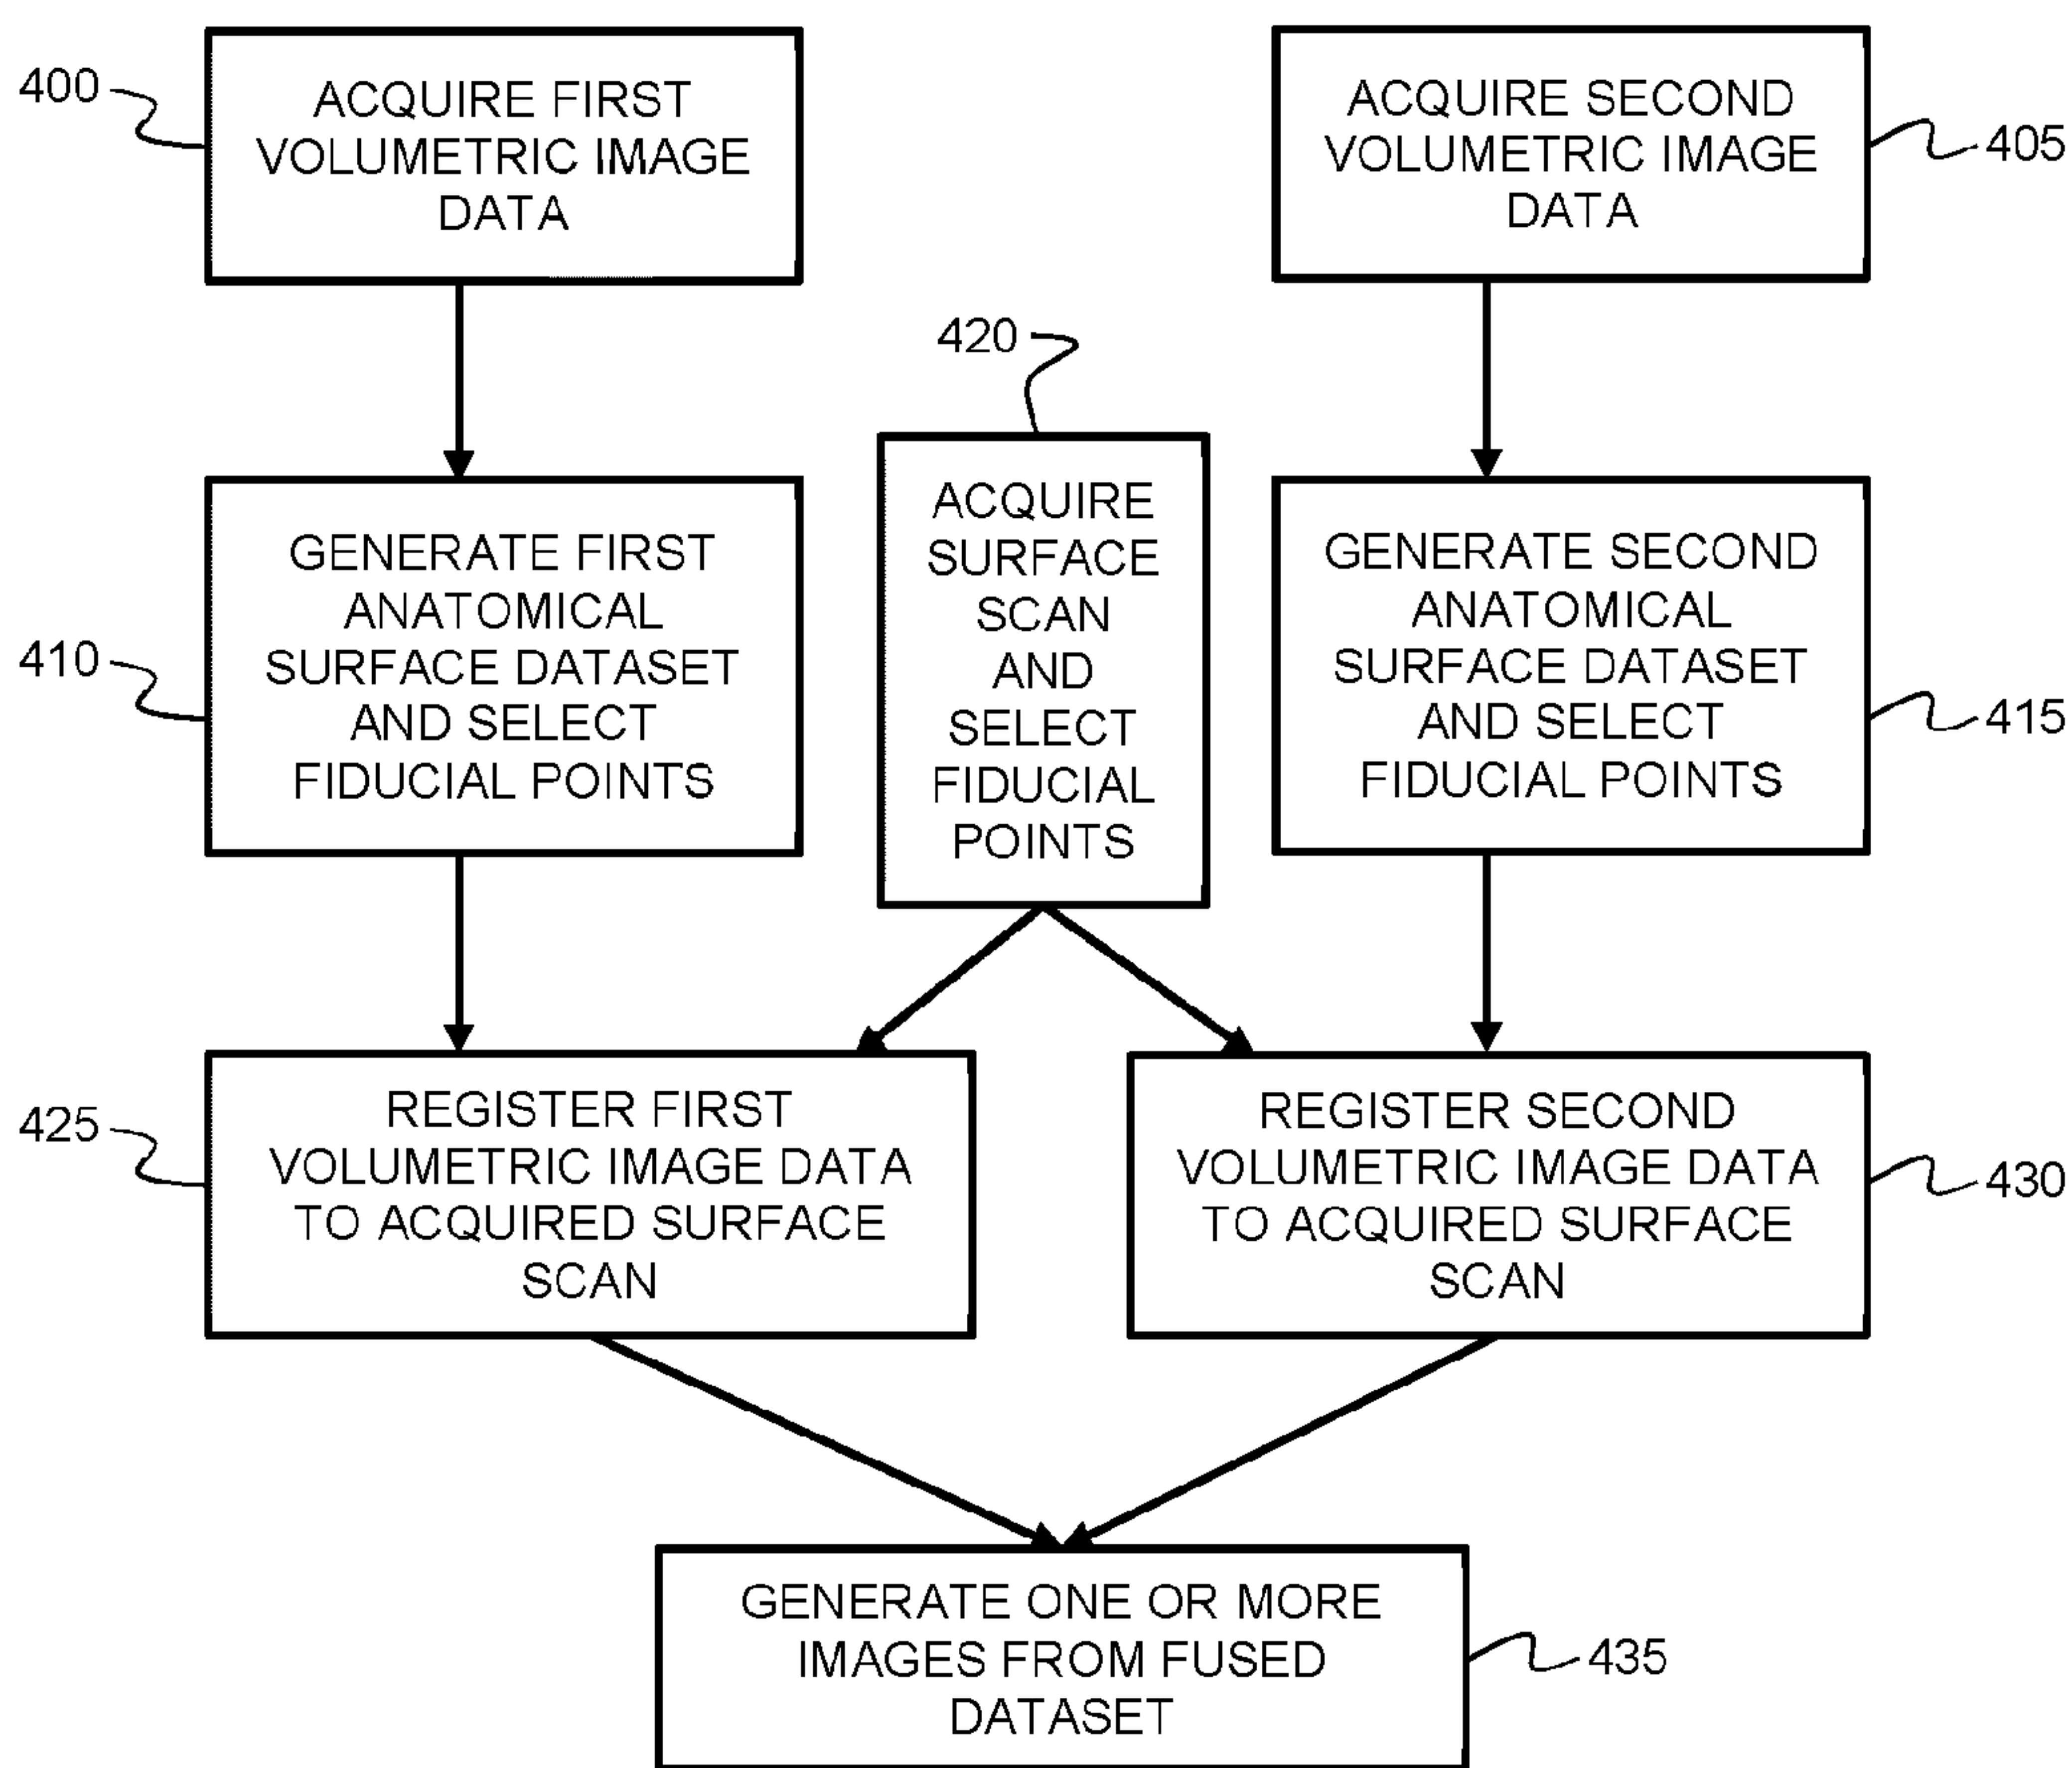 400
ACQUIRE FIRST
VOLUMETRIC IMAGE
DATA
ACQUIRE SECOND
VOLUMETRIC IMAGE
DATA
405
420
410
GENERATE FIRST
ANATOMICAL
SURFACE DATASET
AND SELECT
FIDUCIAL POINTS
ACQUIRE
SURFACE
SCAN
AND
SELECT
FIDUCIAL
POINTS
GENERATE SECOND
ANATOMICAL
SURFACE DATASET
AND SELECT
FIDUCIAL POINTS
415
425
REGISTER FIRST
VOLUMETRIC IMAGE DATA
TO ACQUIRED SURFACE
SCAN
REGISTER SECOND
VOLUMETRIC IMAGE DATA
TO ACQUIRED SURFACE
SCAN
430
GENERATE ONE OR MORE
IMAGES FROM FUSED
DATASET
435